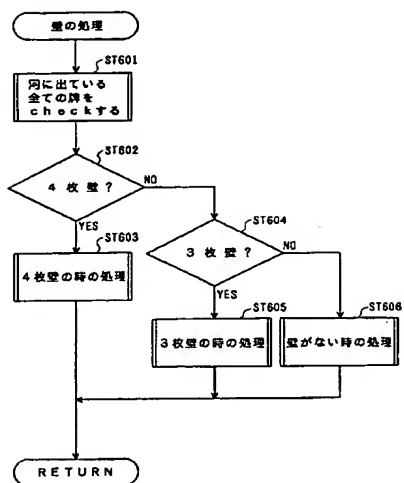 壁の処理
ST601
河に出ている
全ての牌を
checkする
ST602
4枚壁?
NO
YES
ST603
4枚壁の時の処理
ST604
3枚壁?
NO
YES
ST605
3枚壁の時の処理
ST606
壁がない時の処理
RETURN